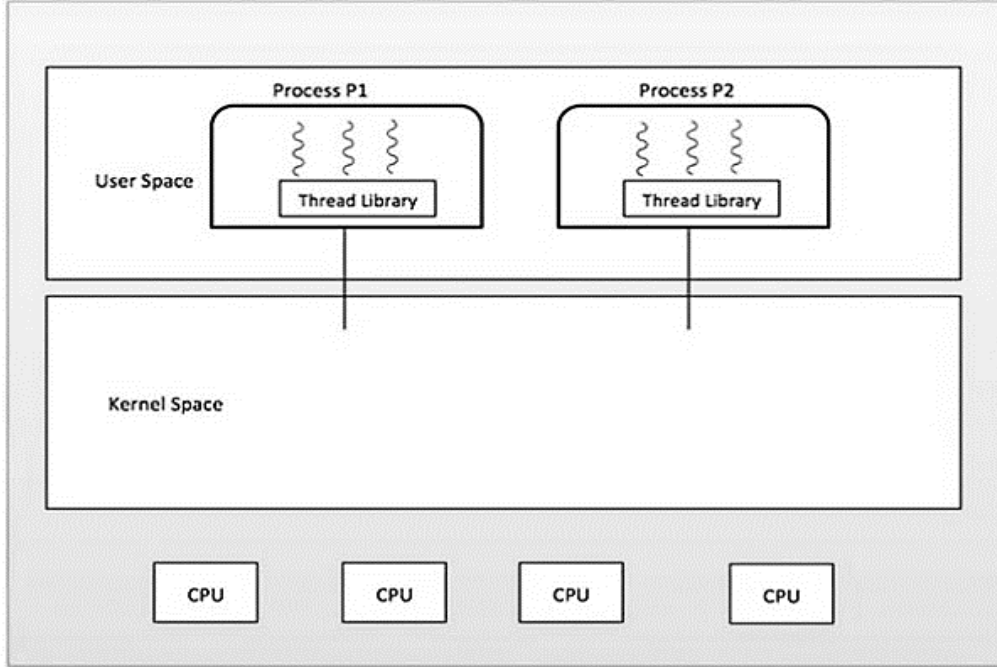 Process P1
Process P2
User Space
Thread Library
Thread Library
Kernel Space
CPU
CPU
CPU
CPU